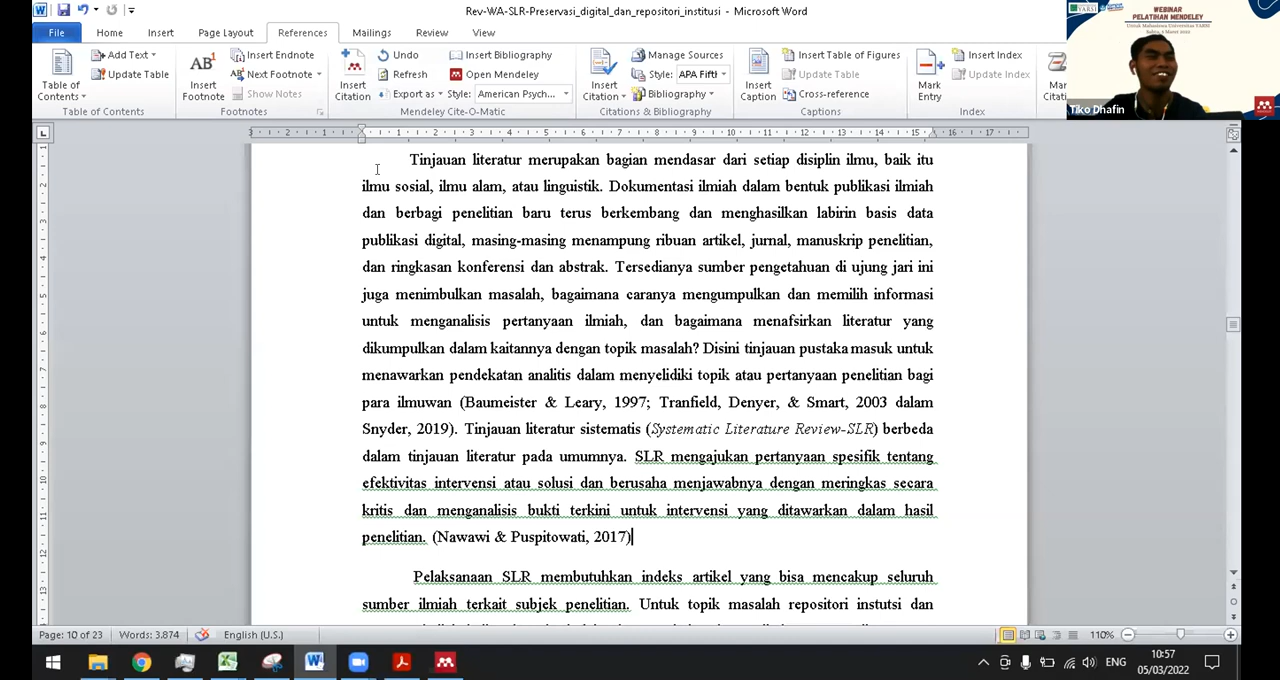 Rev-WA-SLR-Preservasi_digital_dan_repositori_institusi - Microsoft Word
File Home Insert Page Layout References Mailings Review View
Table of Contents
Add Text
Update Table
Table of Contents
AB¹
Insert Footnote
Insert Endnote
Next Footnote
Show Notes
Footnotes
Insert Citation
Undo
Refresh
Export as
Insert Bibliography
Open Mendeley
Style: American Psych...
Mendeley Cite-O-Matic
Insert Citation
Manage Sources
Style: APA Fifth
Bibliography
Citations & Bibliography
Insert Caption
Insert Table of Figures
Update Table
Cross-reference
Captions
Mark Entry
Insert Index
Update Index
Index
YARSI
WEBINAR
PELATIHAN MENDELEY
Untuk Mahasiswa Universitas YARSI
Sabtu, 5 Maret 2022
Tiko Dhafin
Tinjauan literatur merupakan bagian mendasar dari setiap disiplin ilmu, baik itu
ilmu sosial, ilmu alam, atau linguistik. Dokumentasi ilmiah dalam bentuk publikasi ilmiah
dan berbagi penelitian baru terus berkembang dan menghasilkan labirin basis data
publikasi digital, masing-masing menampung ribuan artikel, jurnal, manuskrip penelitian,
dan ringkasan konferensi dan abstrak. Tersedianya sumber pengetahuan di ujung jari ini
juga menimbulkan masalah, bagaimana caranya mengumpulkan dan memilih informasi
untuk menganalisis pertanyaan ilmiah, dan bagaimana menafsirkan literatur yang
dikumpulkan dalam kaitannya dengan topik masalah? Disini tinjauan pustaka masuk untuk
menawarkan pendekatan analitis dalam menyelidiki topik atau pertanyaan penelitian bagi
para ilmuwan (Baumeister & Leary, 1997; Tranfield, Denyer, & Smart, 2003 dalam
Snyder, 2019). Tinjauan literatur sistematis (Systematic Literature Review-SLR) berbeda
dalam tinjauan literatur pada umumnya. SLR mengajukan pertanyaan spesifik tentang
efektivitas intervensi atau solusi dan berusaha menjawabnya dengan meringkas secara
kritis dan menganalisis bukti terkini untuk intervensi yang ditawarkan dalam hasil
penelitian. (Nawawi & Puspitowati, 2017)
Pelaksanaan SLR membutuhkan indeks artikel yang bisa mencakup seluruh
sumber ilmiah terkait subjek penelitian. Untuk topik masalah repositori instutsi dan
Page: 10 of 23 Words: 3.874 English (U.S.) 110%
ENG
10:57
05/03/2022